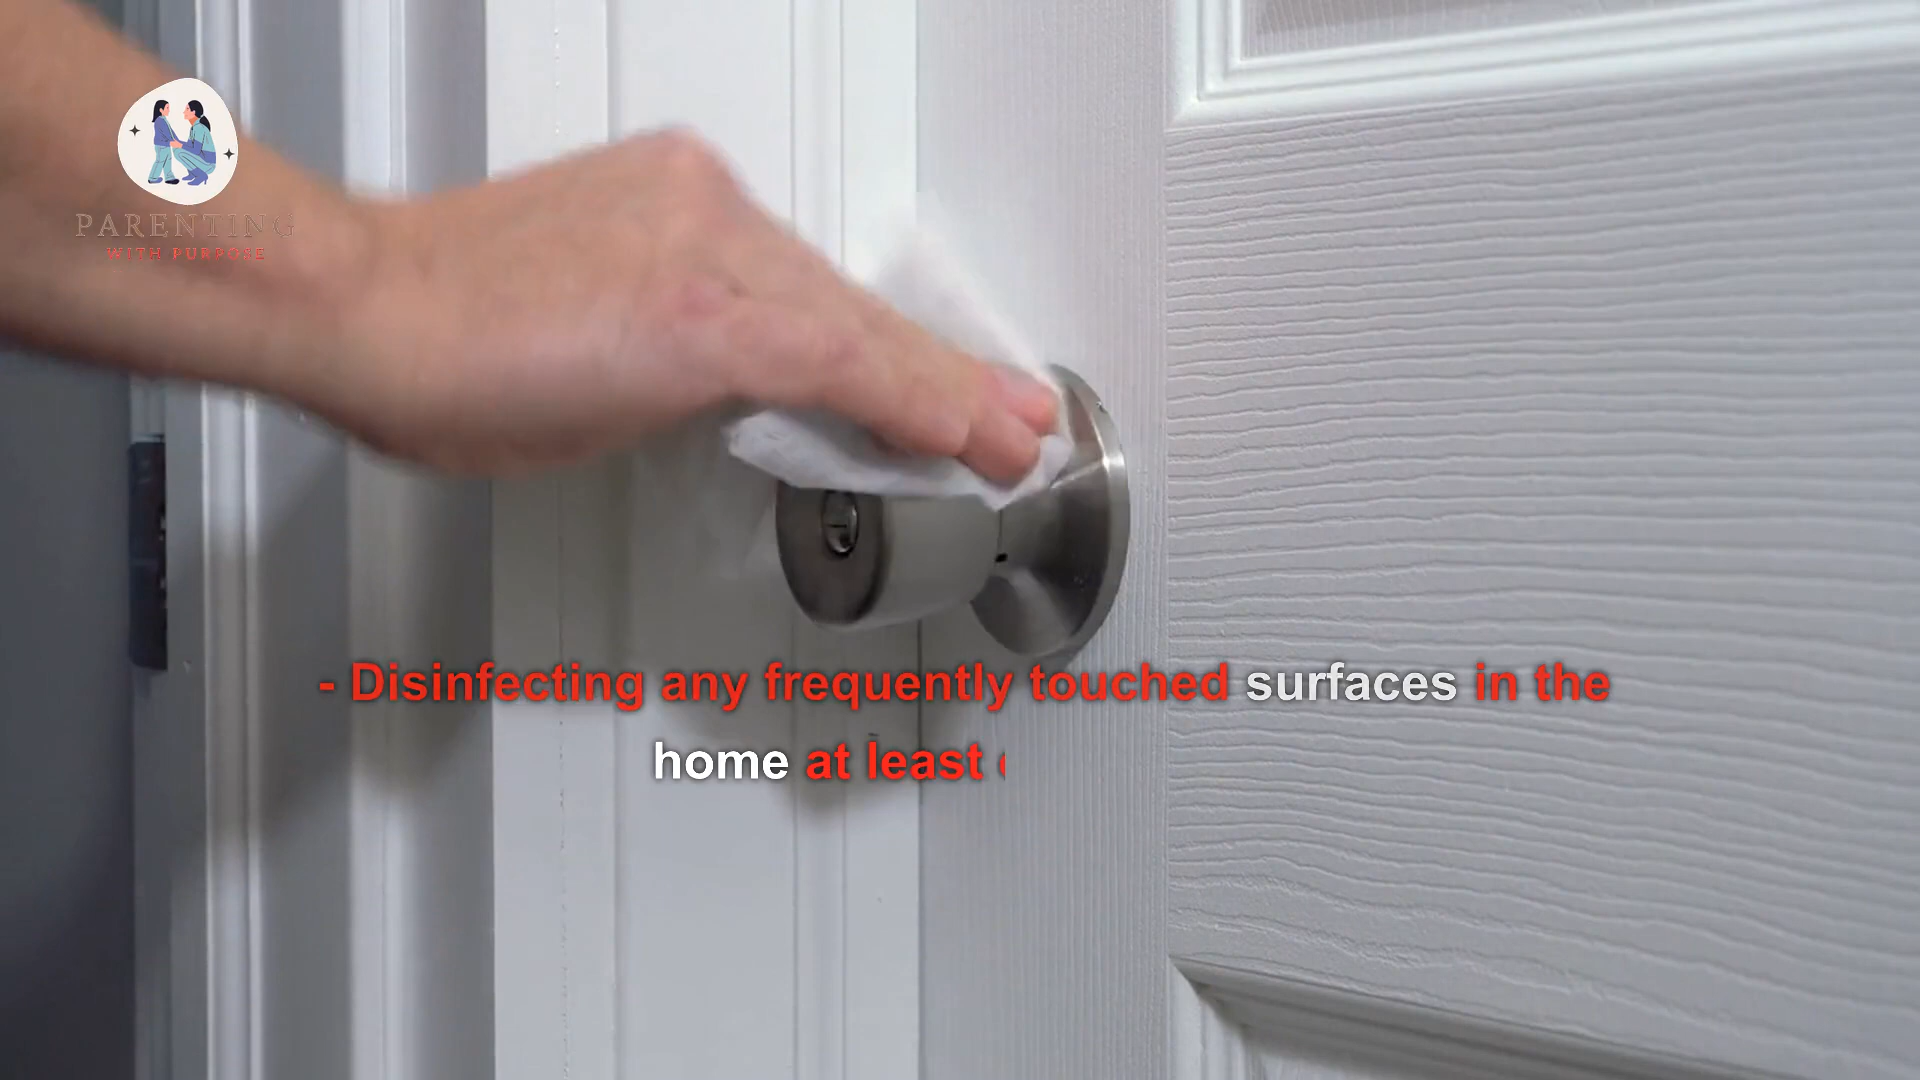 PARENTING
WITH PURPOSE
- Disinfecting any frequently touched surfaces in the
home at least